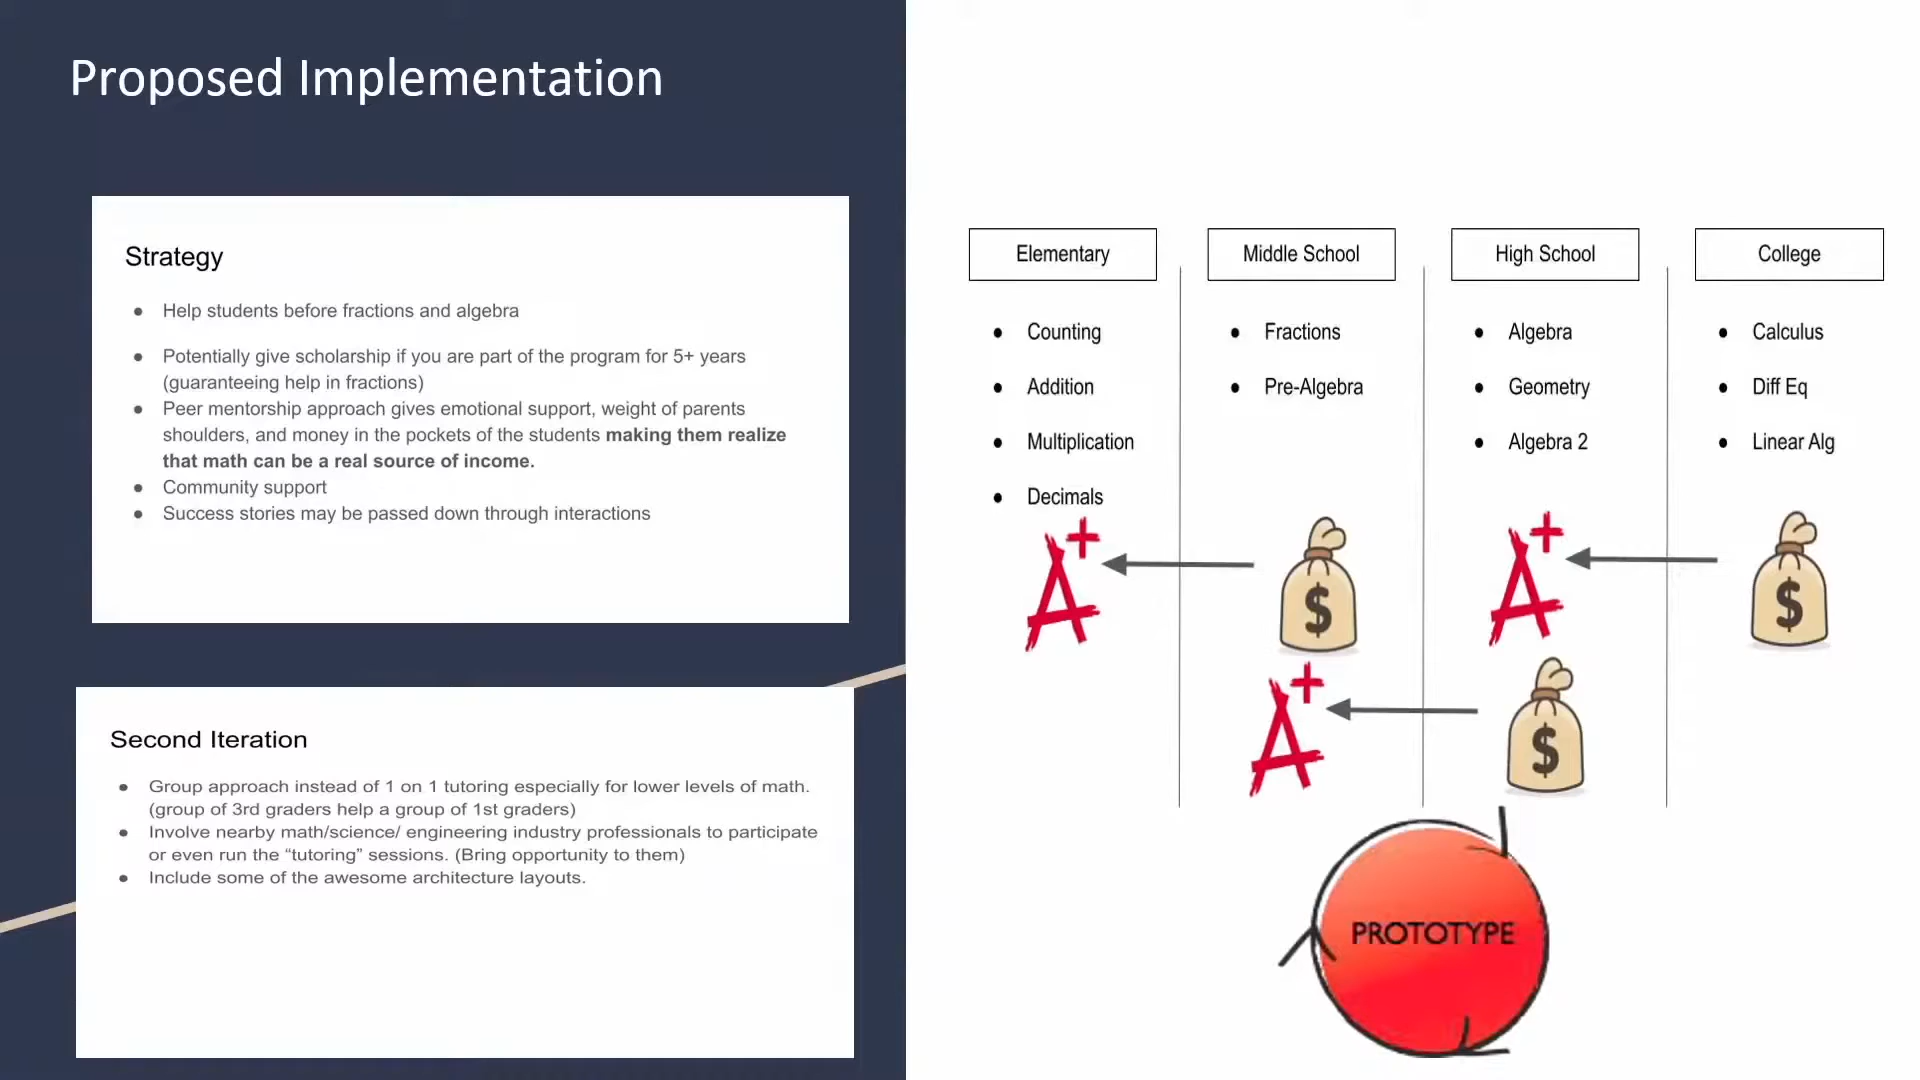 Proposed Implementation
Strategy
● Help students before fractions and algebra
● Potentially give scholarship if you are part of the program for 5+ years
(guaranteeing help in fractions)
● Peer mentorship approach gives emotional support, weight of parents
shoulders, and money in the pockets of the students making them realize
that math can be a real source of income.
● Community support
● Success stories may be passed down through interactions
Second Iteration
● Group approach instead of 1 on 1 tutoring especially for lower levels of math.
(group of 3rd graders help a group of 1st graders)
● Involve nearby math/science/ engineering industry professionals to participate
or even run the “tutoring” sessions. (Bring opportunity to them)
● Include some of the awesome architecture layouts.
Elementary
● Counting
● Addition
● Multiplication
● Decimals
Middle School
● Fractions
● Pre-Algebra
High School
● Algebra
● Geometry
● Algebra 2
College
● Calculus
● Diff Eq
● Linear Alg
A+
$
A+
$
A+
$
PROTOTYPE